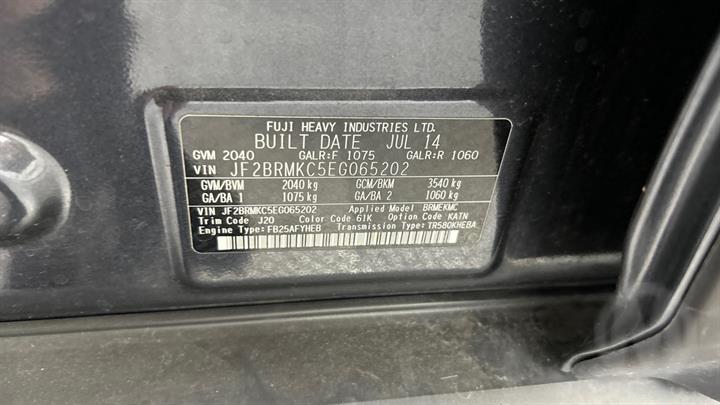 FUJI HEAVY INDUSTRIES LTD.
BUILT DATE JUL 14
GVM 2040 GALR:F 1075 GALR:R 1060
VIN JF2BRMKC5EG065202
GVM/BVM 2040 kg GCM/BKM 3540 kg
GA/BA 1 1075 kg GA/BA 2 1060 kg
VIN JF2BRMKC5EG065202 Applied Model BRMEKMC
Trim Code J20 Color Code 61K Option Code KATN
Engine Type: FB25AFYHEB Transmission Type: TR580KHEBA